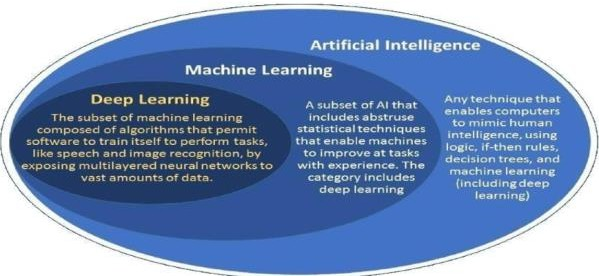 Artificial Intelligence
Machine Learning
Deep Learning
The subset of machine learning
composed of algorithms that permit
software to train itself to perform tasks,
like speech and image recognition, by
exposing multilayered neural networks to
vast amounts of data.
A subset of AI that
includes abstruse
statistical techniques
that enable machines
to improve at tasks
with experience. The
category includes
deep learning
Any technique that
enables computers
to mimic human
intelligence, using
logic, if-then rules,
decision trees, and
machine learning
(including deep
learning)